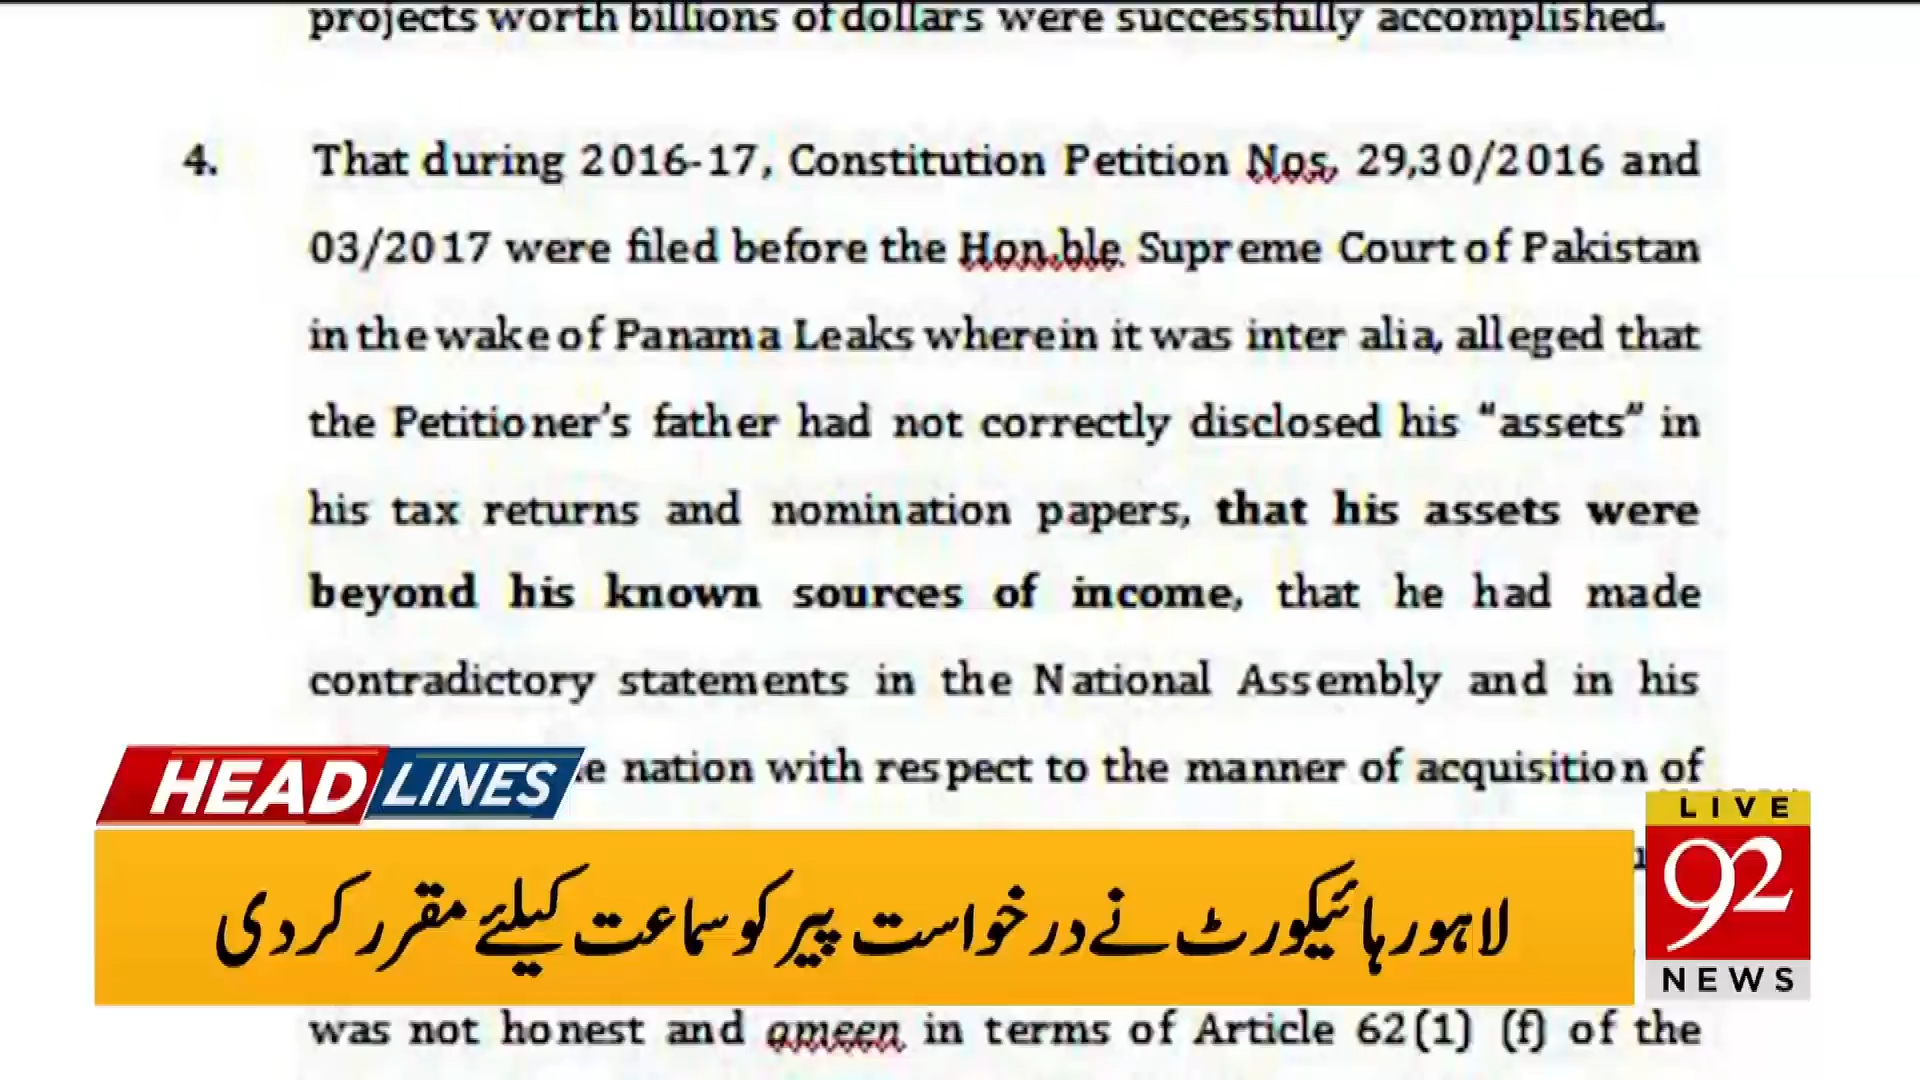 projects worth billions of dollars were successfully accomplished.
4. That during 2016-17, Constitution Petition Nos. 29,30/2016 and
03/2017 were filed before the Hon.ble Supreme Court of Pakistan
in the wake of Panama Leaks wherein it was inter alia, alleged that
the Petitioner's father had not correctly disclosed his “assets” in
his tax returns and nomination papers, that his assets were
beyond his known sources of income, that he had made
contradictory statements in the National Assembly and in his
nation with respect to the manner of acquisition of
HEADLINES
LIVE
92
NEWS
لاہور ہائیکورٹ نے درخواست پیر کو سماعت کیلئے مقرر کر دی
was not honest and ameen in terms of Article 62(1) (f) of the